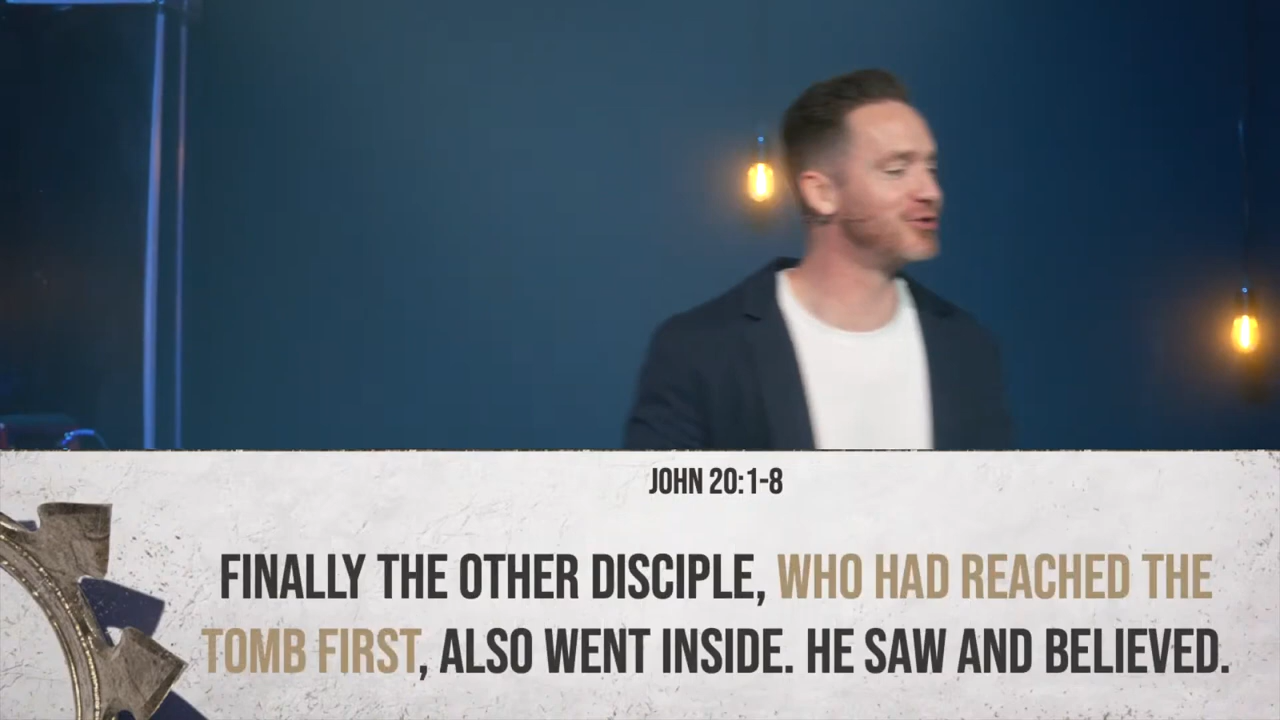 JOHN 20:1-8
FINALLY THE OTHER DISCIPLE, WHO HAD REACHED THE
TOMB FIRST, ALSO WENT INSIDE. HE SAW AND BELIEVED.